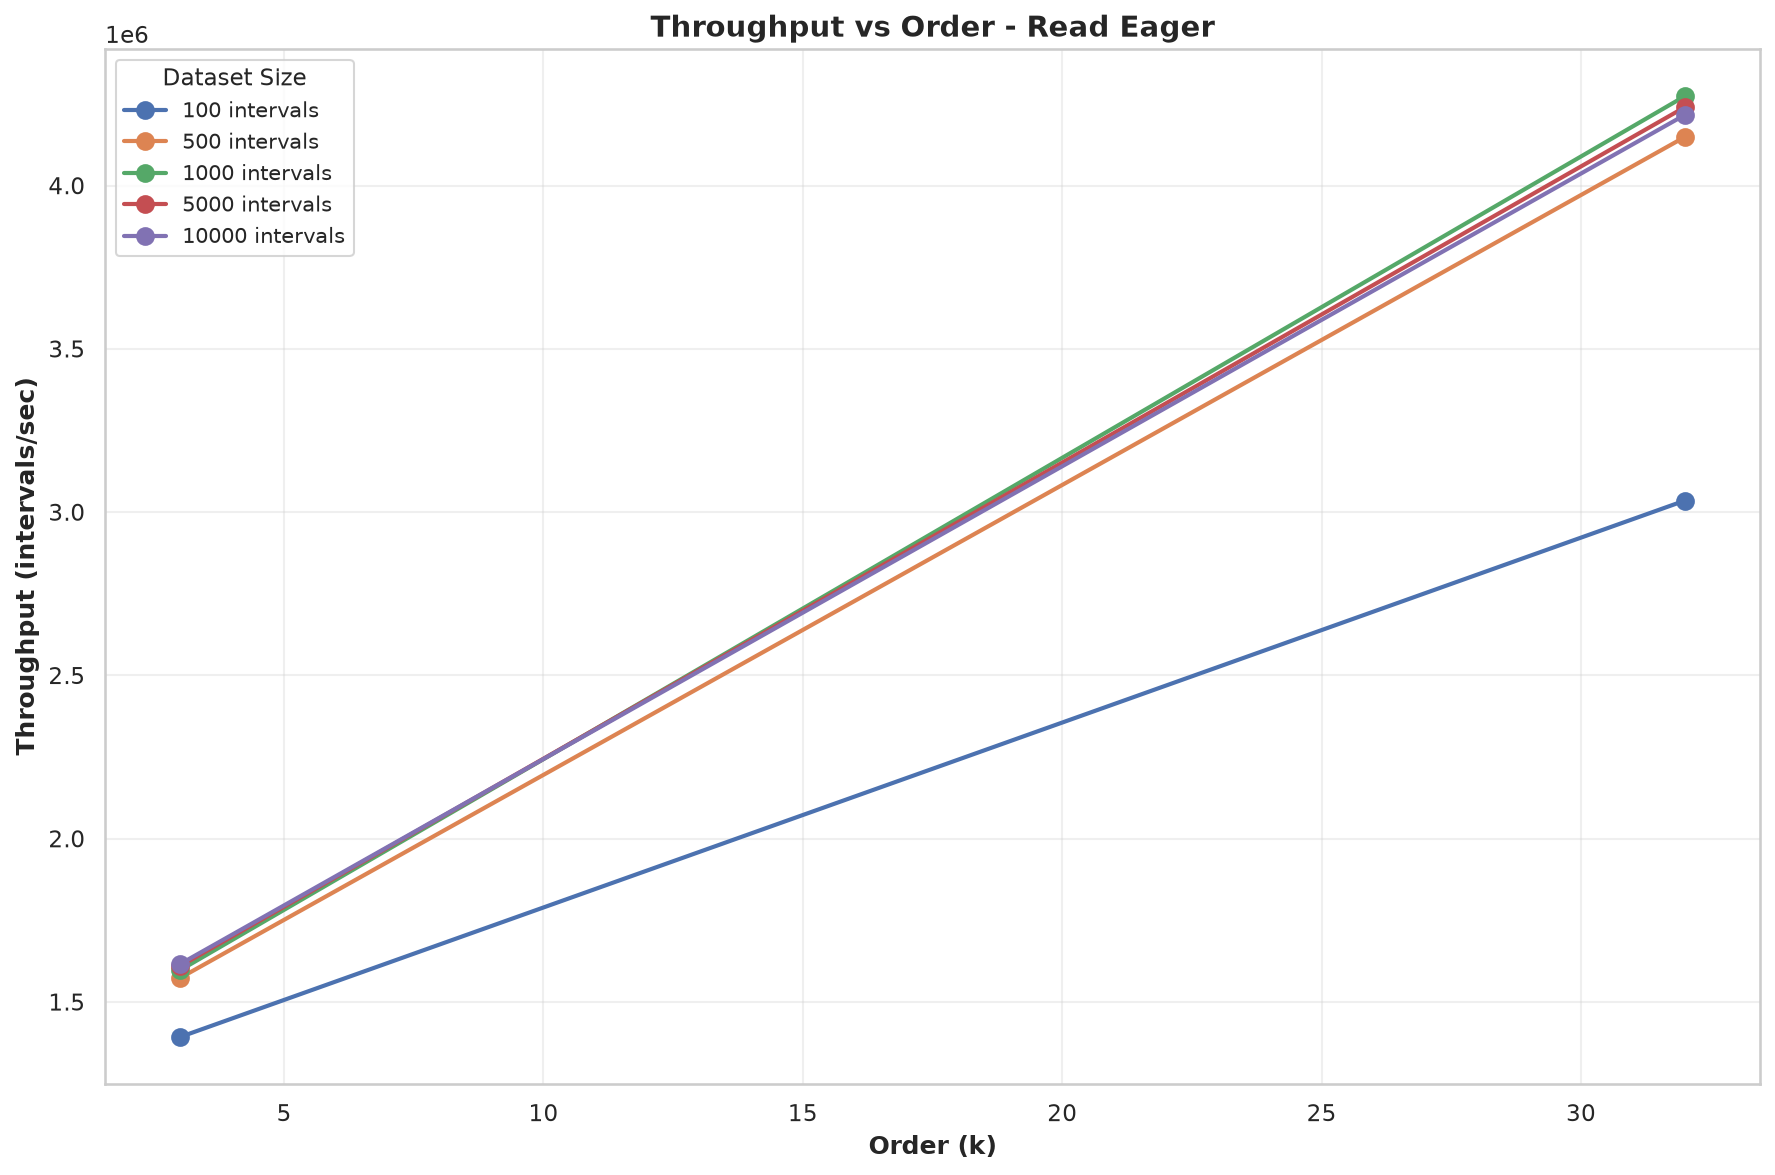 Throughput vs Order - Read Eager
1e6
Dataset Size
100 intervals
500 intervals
1000 intervals
5000 intervals
10000 intervals
4.0
3.5
3.0
2.5
2.0
1.5
Throughput (intervals/sec)
5 10 15 20 25 30
Order (k)